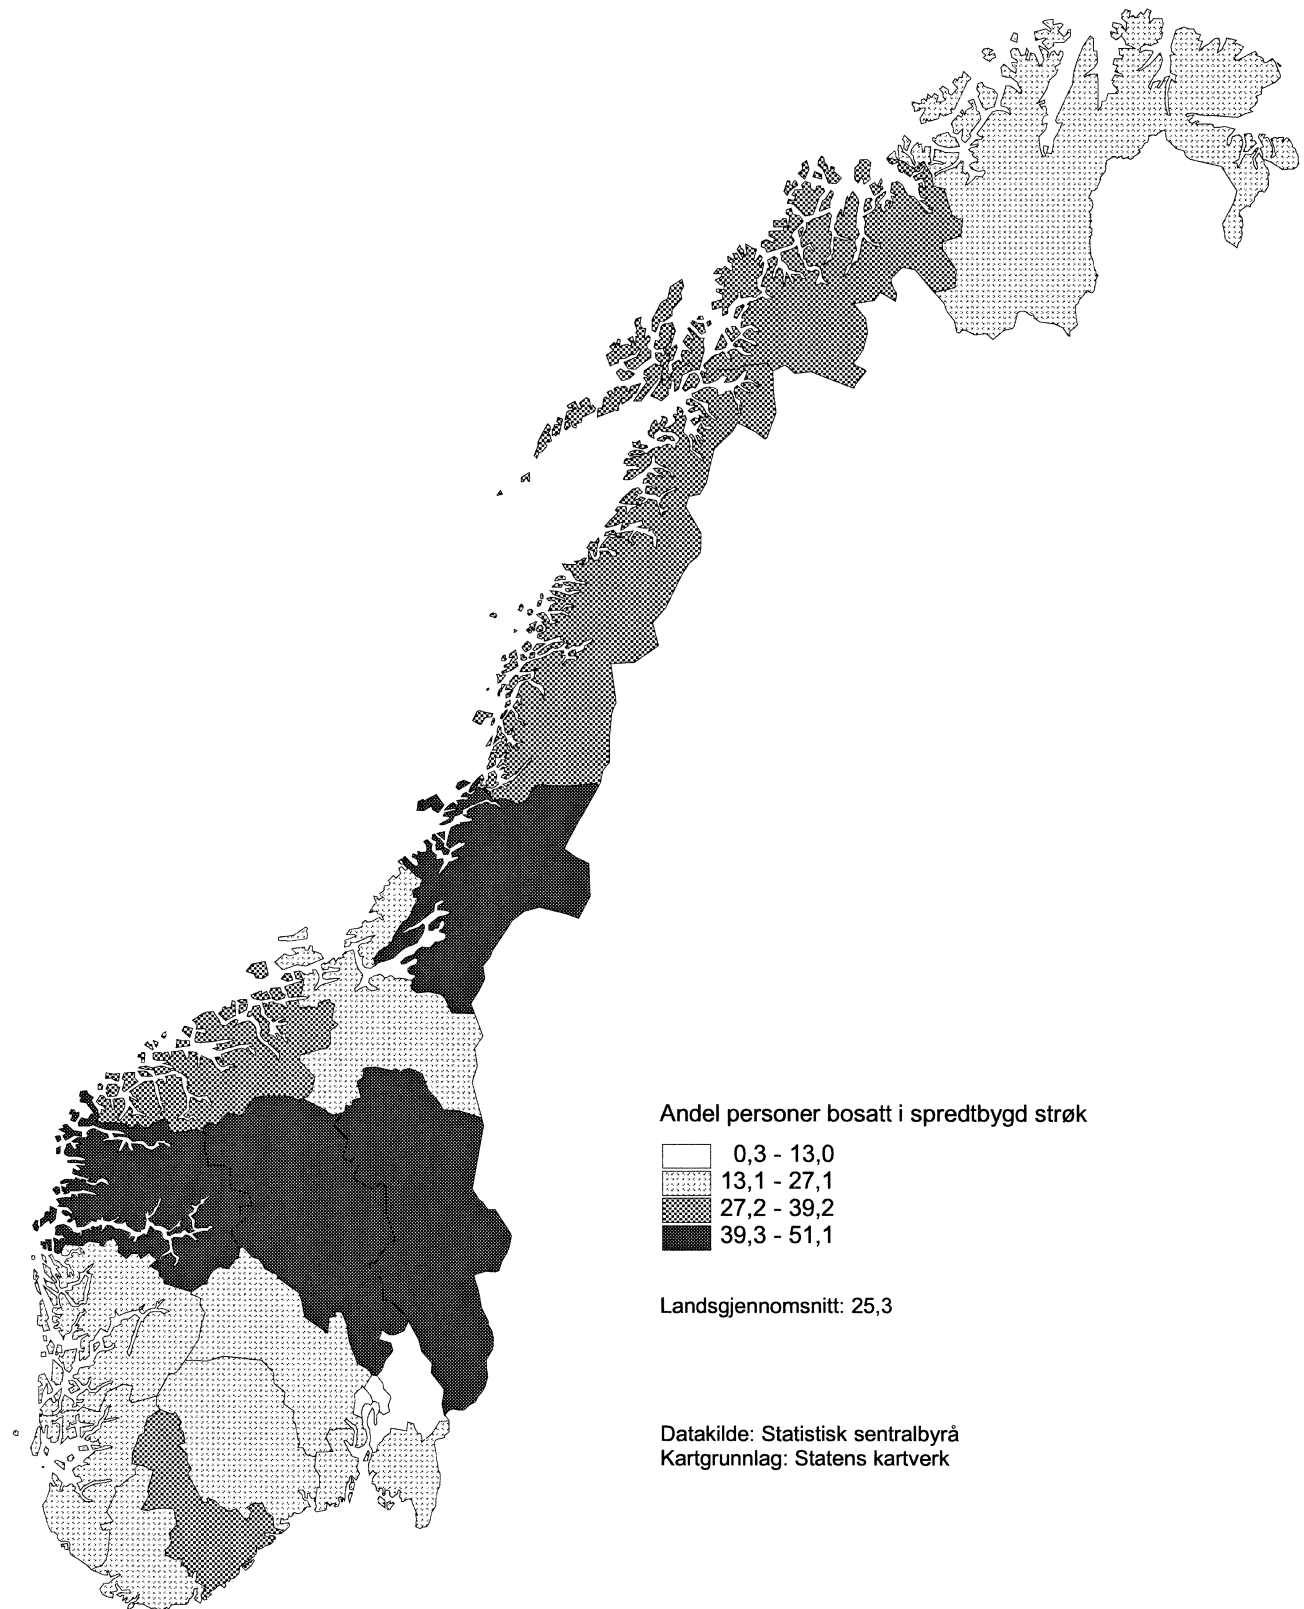 Andel personer bosatt i spredtbygd strøk
0,3 - 13,0
13,1 - 27,1
27,2 - 39,2
39,3 - 51,1
Landsgjennomsnitt: 25,3
Datakilde: Statistisk sentralbyrå
Kartgrunnlag: Statens kartverk